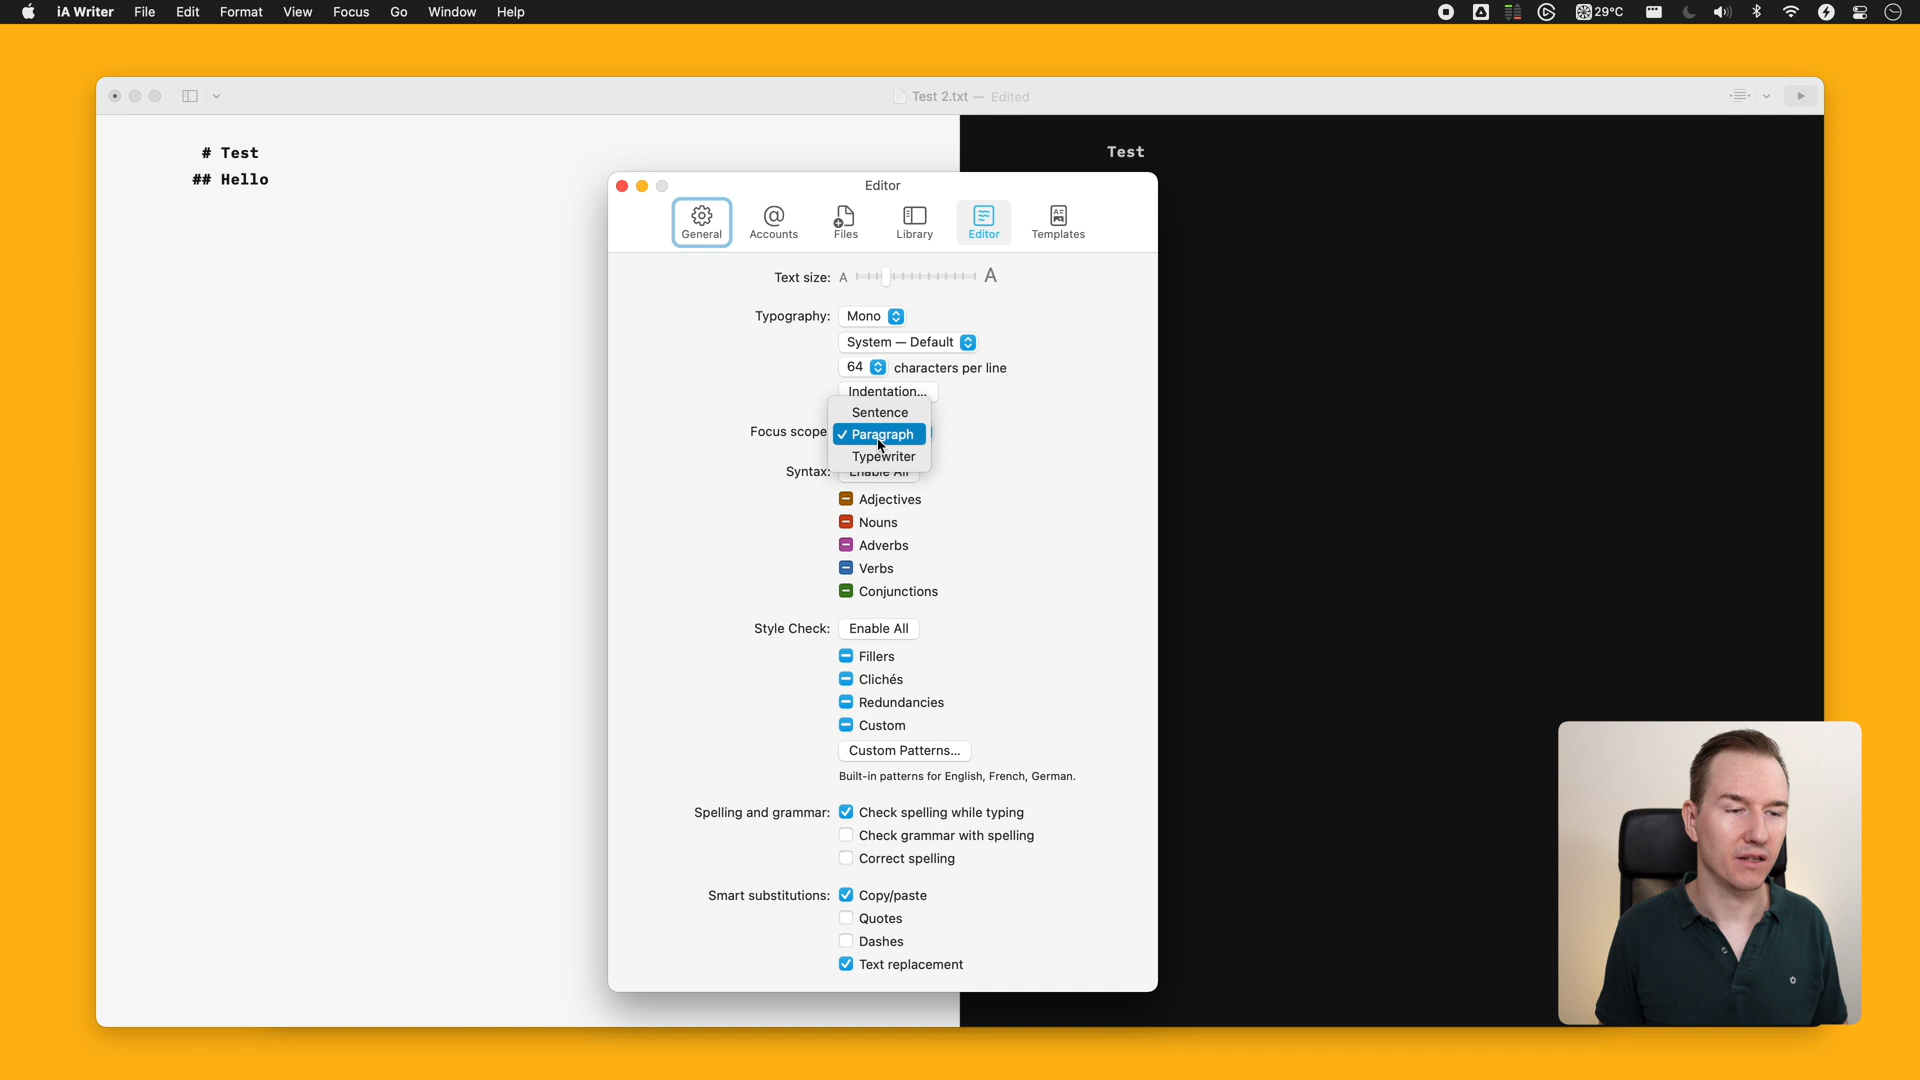 iA Writer File Edit Format View Focus Go Window Help 29°C
Test 2.txt — Edited
# Test
## Hello
Test
Editor
General Accounts Files Library Editor Templates
Text size: A A
Typography: Mono
System — Default
64 characters per line
Indentation...
Sentence
Focus scope ✓ Paragraph
Typewriter
Syntax: Enable All
Adjectives
Nouns
Adverbs
Verbs
Conjunctions
Style Check: Enable All
Fillers
Clichés
Redundancies
Custom
Custom Patterns...
Built-in patterns for English, French, German.
Spelling and grammar: Check spelling while typing
Check grammar with spelling
Correct spelling
Smart substitutions: Copy/paste
Quotes
Dashes
Text replacement